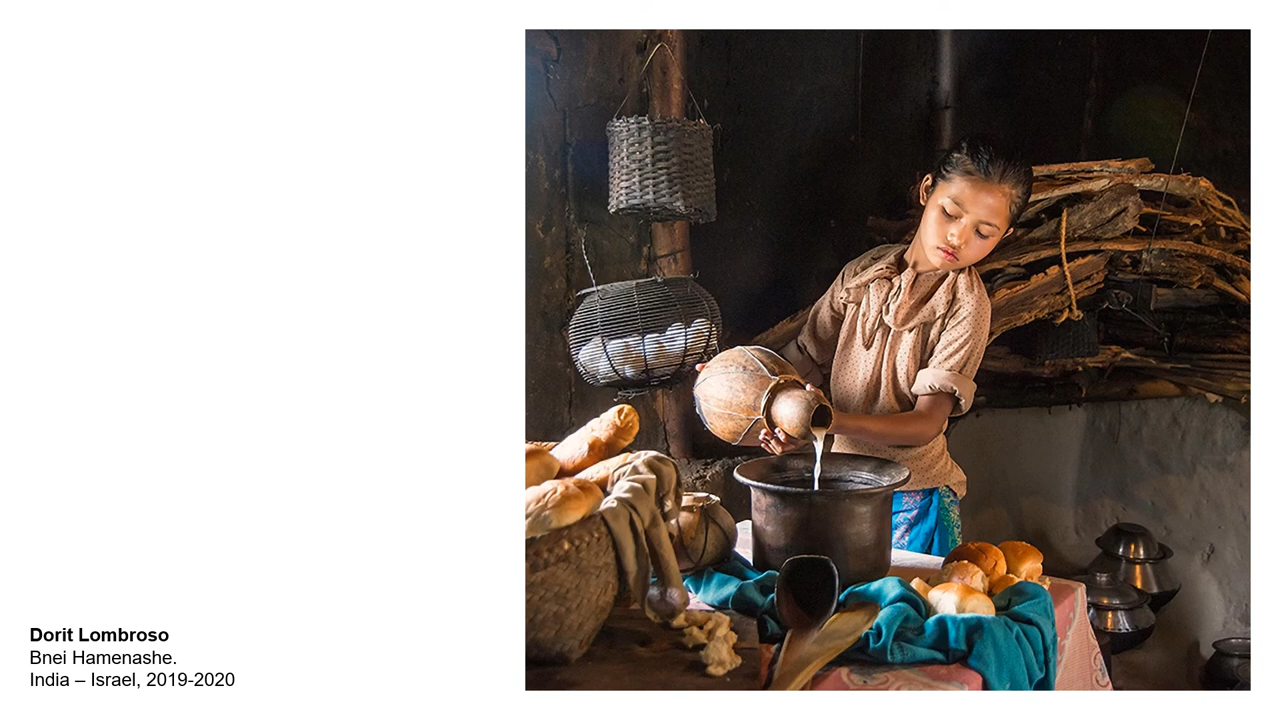 Dorit Lombroso
Bnei Hamenashe.
India – Israel, 2019-2020